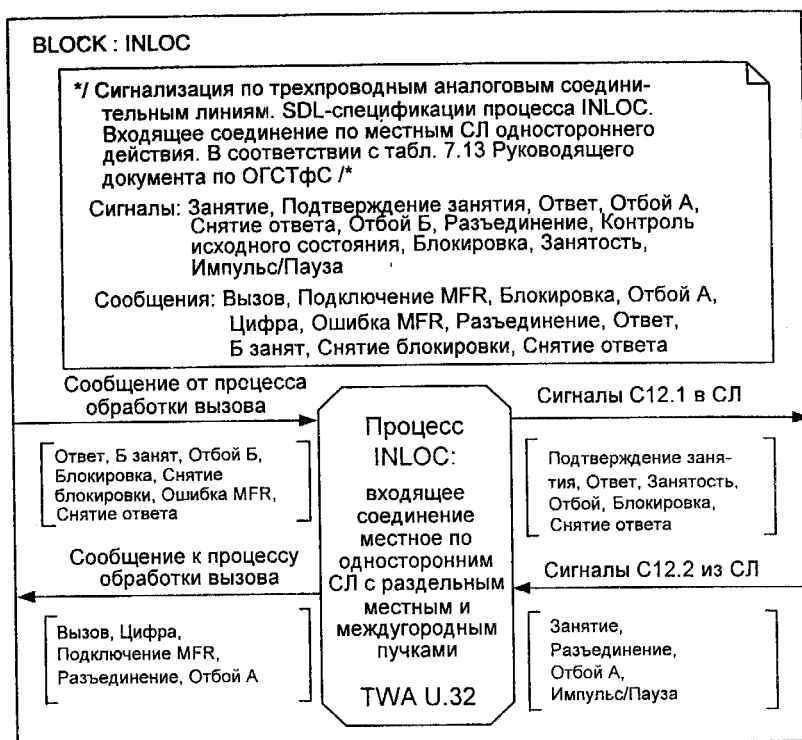 BLOCK : INLOC
*/ Сигнализация по трехпроводным аналоговым соедини-
тельным линиям. SDL-спецификации процесса INLOC.
Входящее соединение по местным СЛ одностороннего
действия. В соответствии с табл. 7.13 Руководящего
документа по ОГСТфС /*
Сигналы: Занятие, Подтверждение занятия, Ответ, Отбой А,
Снятие ответа, Отбой Б, Разъединение, Контроль
исходного состояния, Блокировка, Занятость,
Импульс/Пауза
Сообщения: Вызов, Подключение MFR, Блокировка, Отбой А,
Цифра, Ошибка MFR, Разъединение, Ответ,
Б занят, Снятие блокировки, Снятие ответа
Сообщение от процесса
обработки вызова
Ответ, Б занят, Отбой Б,
Блокировка, Снятие
блокировки, Ошибка MFR,
Снятие ответа
Сообщение к процессу
обработки вызова
Вызов, Цифра,
Подключение MFR,
Разъединение, Отбой А
Процесс
INLOC:
входящее
соединение
местное по
односторонним
СЛ с раздельным
местным и
междугородным
пучками
TWA U.32
Сигналы С12.1 в СЛ
Подтверждение заня-
тия, Ответ, Занятость,
Отбой, Блокировка,
Снятие ответа
Сигналы С12.2 из СЛ
Занятие,
Разъединение,
Отбой А,
Импульс/Пауза